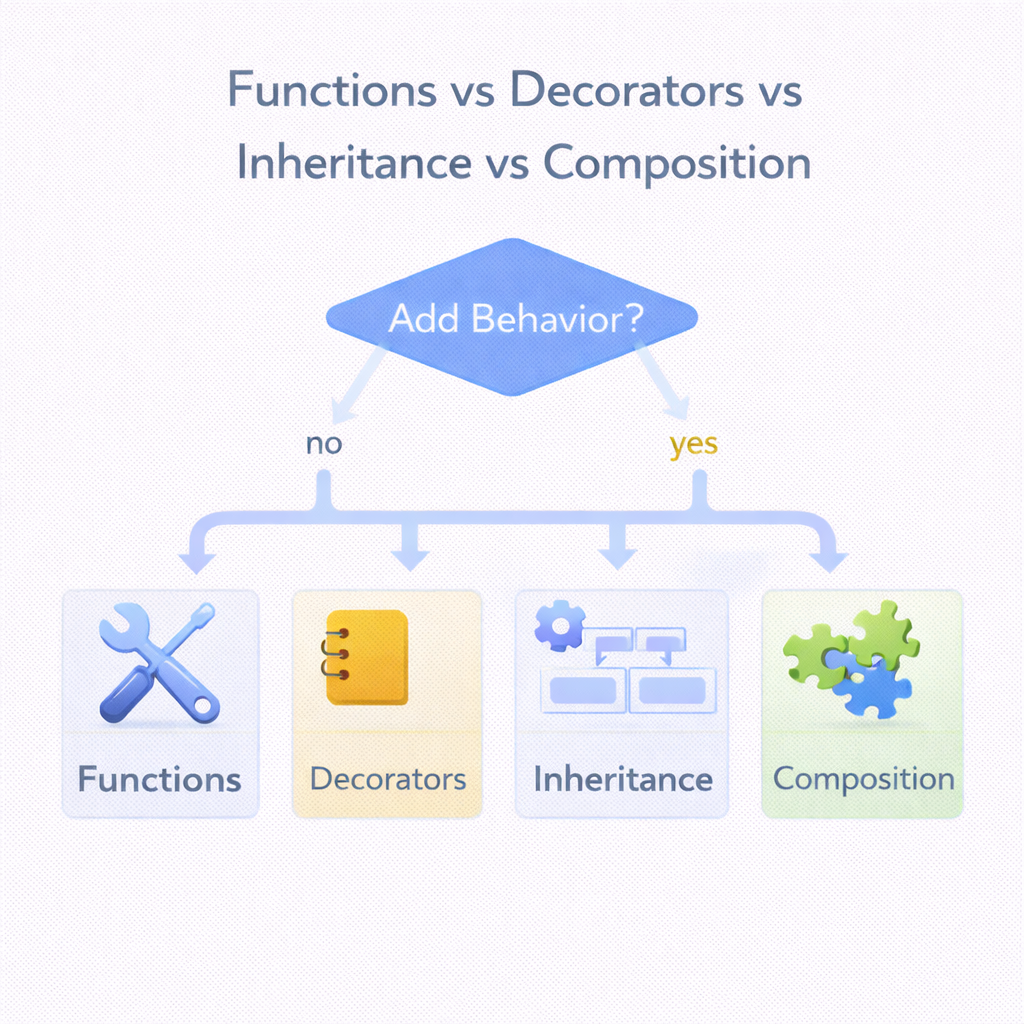 Functions vs Decorators vs
Inheritance vs Composition
Add Behavior?
no
yes
Functions
Decorators
Inheritance
Composition